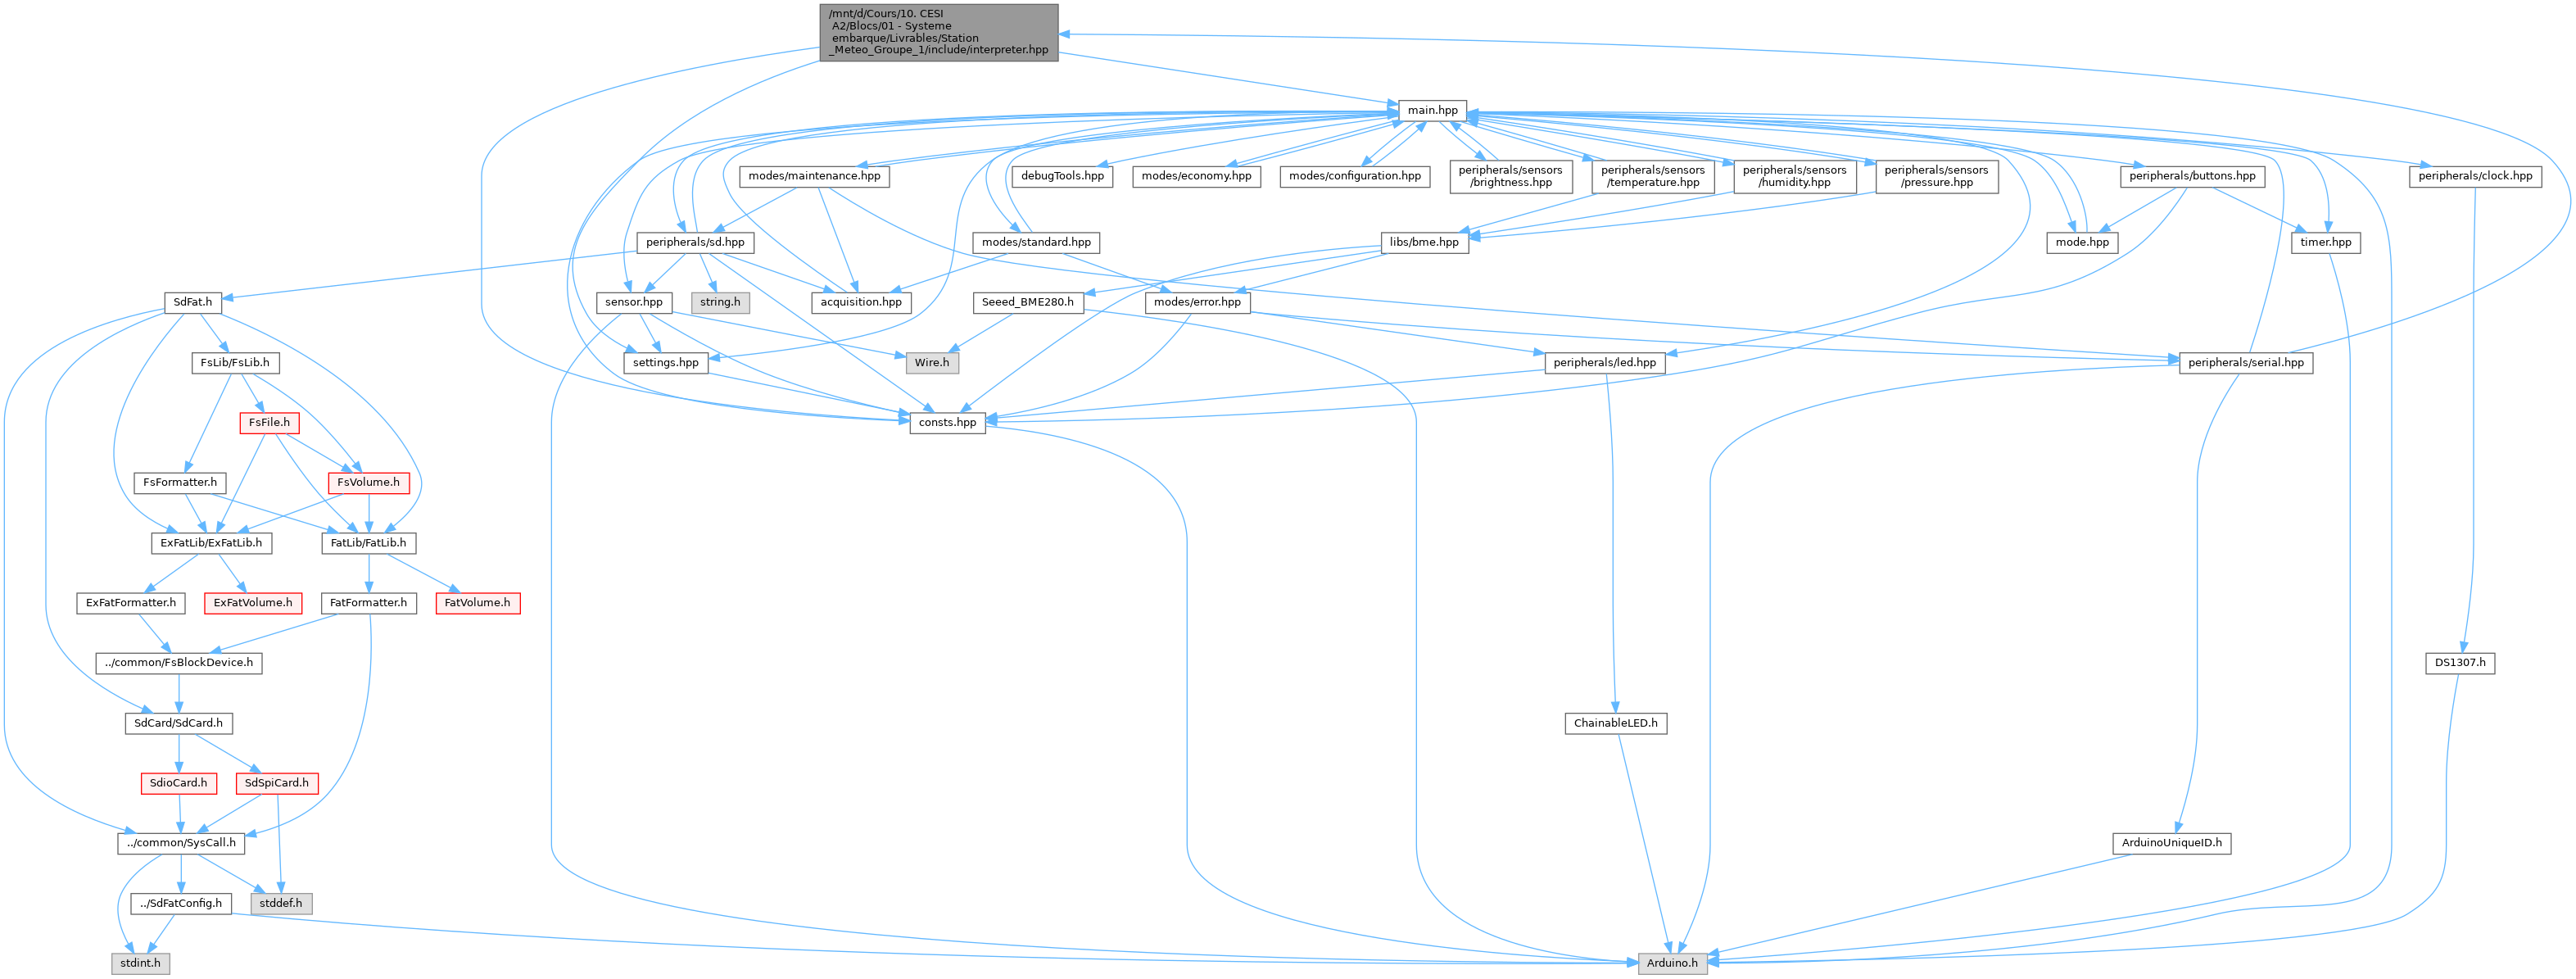 /mnt/d/Cours/10. CESI
A2/Blocs/01 - Systeme
embarque/Livrables/Station
_Meteo_Groupe_1/include/interpreter.hpp
main.hpp
modes/maintenance.hpp
debugTools.hpp
modes/economy.hpp
modes/configuration.hpp
peripherals/sensors
/brightness.hpp
peripherals/sensors
/temperature.hpp
peripherals/sensors
/humidity.hpp
peripherals/sensors
/pressure.hpp
peripherals/buttons.hpp
peripherals/clock.hpp
peripherals/sd.hpp
modes/standard.hpp
libs/bme.hpp
mode.hpp
timer.hpp
SdFat.h
sensor.hpp
string.h
acquisition.hpp
Seeed_BME280.h
modes/error.hpp
FsLib/FsLib.h
settings.hpp
Wire.h
peripherals/led.hpp
peripherals/serial.hpp
FsFile.h
consts.hpp
FsFormatter.h
FsVolume.h
ExFatLib/ExFatLib.h
FatLib/FatLib.h
ExFatFormatter.h
ExFatVolume.h
FatFormatter.h
FatVolume.h
../common/FsBlockDevice.h
DS1307.h
SdCard/SdCard.h
ChainableLED.h
SdioCard.h
SdSpiCard.h
../common/SysCall.h
ArduinoUniqueID.h
../SdFatConfig.h
stddef.h
stdint.h
Arduino.h